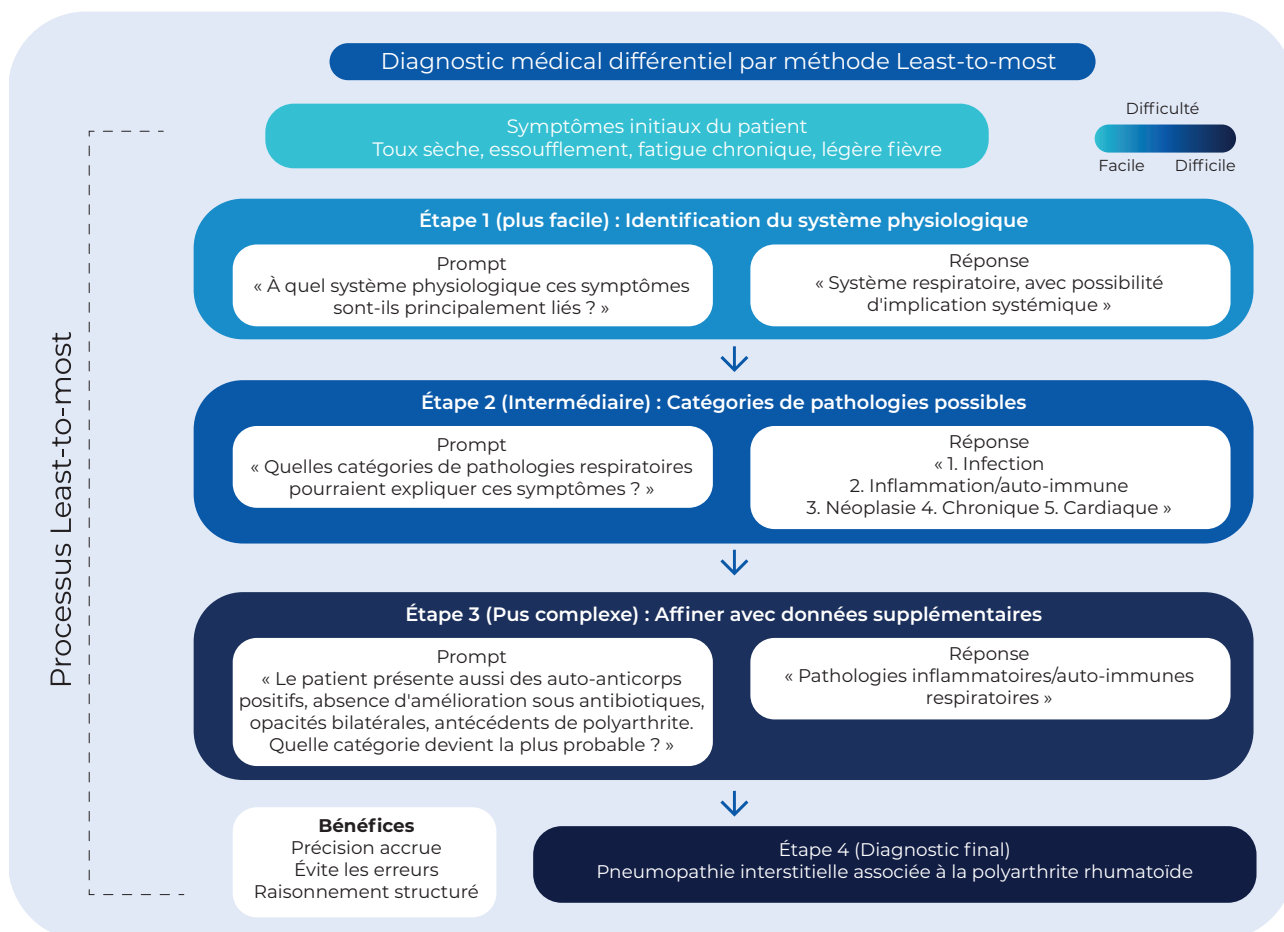 Diagnostic médical différentiel par méthode Least-to-most
Symptômes initiaux du patient
Toux sèche, essoufflement, fatigue chronique, légère fièvre
Difficulté
Facile
Difficile
Processus Least-to-most
Étape 1 (plus facile) : Identification du système physiologique
Prompt
« À quel système physiologique ces symptômes
sont-ils principalement liés ? »
Réponse
« Système respiratoire, avec possibilité
d'implication systémique »
Étape 2 (Intermédiaire) : Catégories de pathologies possibles
Prompt
« Quelles catégories de pathologies respiratoires
pourraient expliquer ces symptômes ? »
Réponse
« 1. Infection
2. Inflammation/auto-immune
3. Néoplasie 4. Chronique 5. Cardiaque »
Étape 3 (Pus complexe) : Affiner avec données supplémentaires
Prompt
« Le patient présente aussi des auto-anticorps
positifs, absence d'amélioration sous antibiotiques,
opacités bilatérales, antécédents de polyarthrite.
Quelle catégorie devient la plus probable ? »
Réponse
« Pathologies inflammatoires/auto-immunes
respiratoires »
Bénéfices
Précision accrue
Évite les erreurs
Raisonnement structuré
Étape 4 (Diagnostic final)
Pneumopathie interstitielle associée à la polyarthrite rhumatoïde